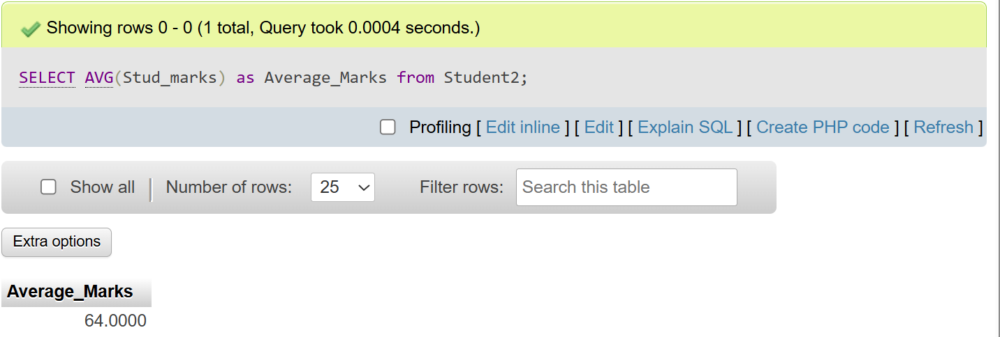 Showing rows 0 - 0 (1 total, Query took 0.0004 seconds.)
SELECT AVG(Stud_marks) as Average_Marks from Student2;
Profiling [ Edit inline ] [ Edit ] [ Explain SQL ] [ Create PHP code ] [ Refresh ]
Show all | Number of rows: 25 Filter rows: Search this table
Extra options
Average_Marks
64.0000